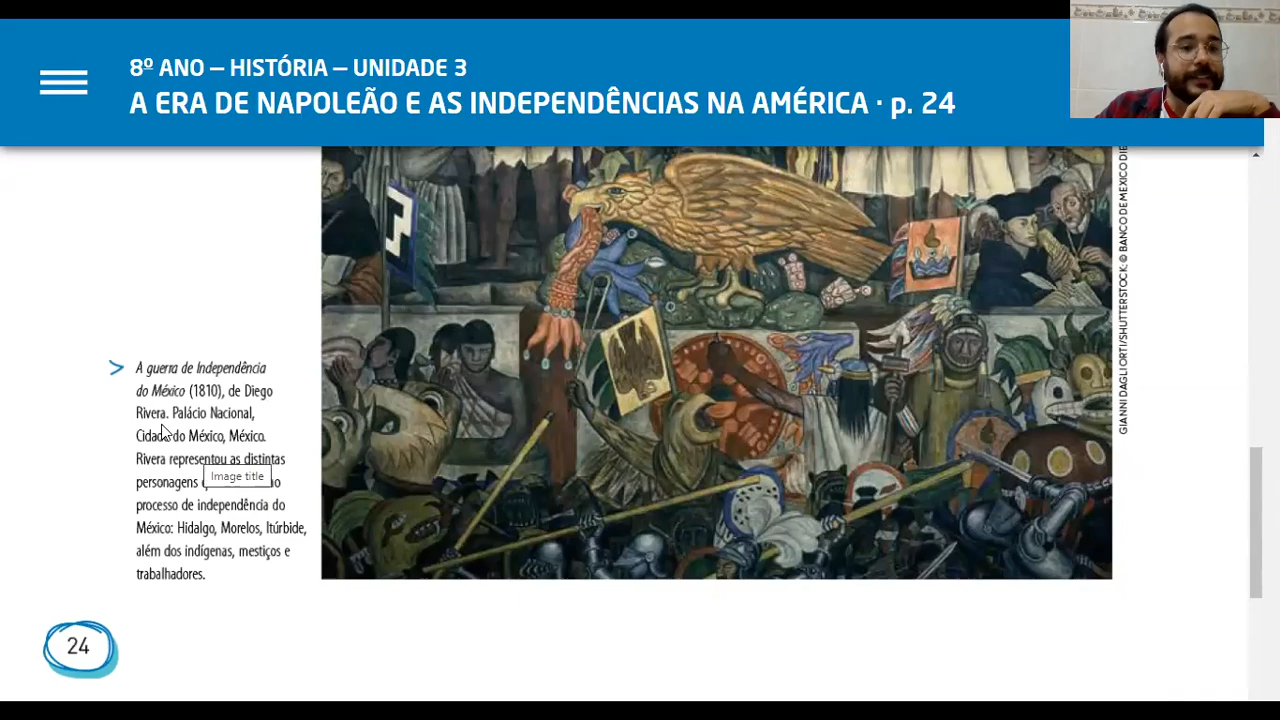 8º ANO – HISTÓRIA – UNIDADE 3
A ERA DE NAPOLEÃO E AS INDEPENDÊNCIAS NA AMÉRICA · p. 24
GIANNI DAGLI ORTI/SHUTTERSTOCK; © BANCO DE MEXICO DIE
> A guerra de Independência
do México (1810), de Diego
Rivera. Palácio Nacional,
Cidade do México, México.
Rivera representou as distintas
personagens
processo de independência do
México: Hidalgo, Morelos, Itúrbide,
além dos indígenas, mestiços e
trabalhadores.
Image title
24